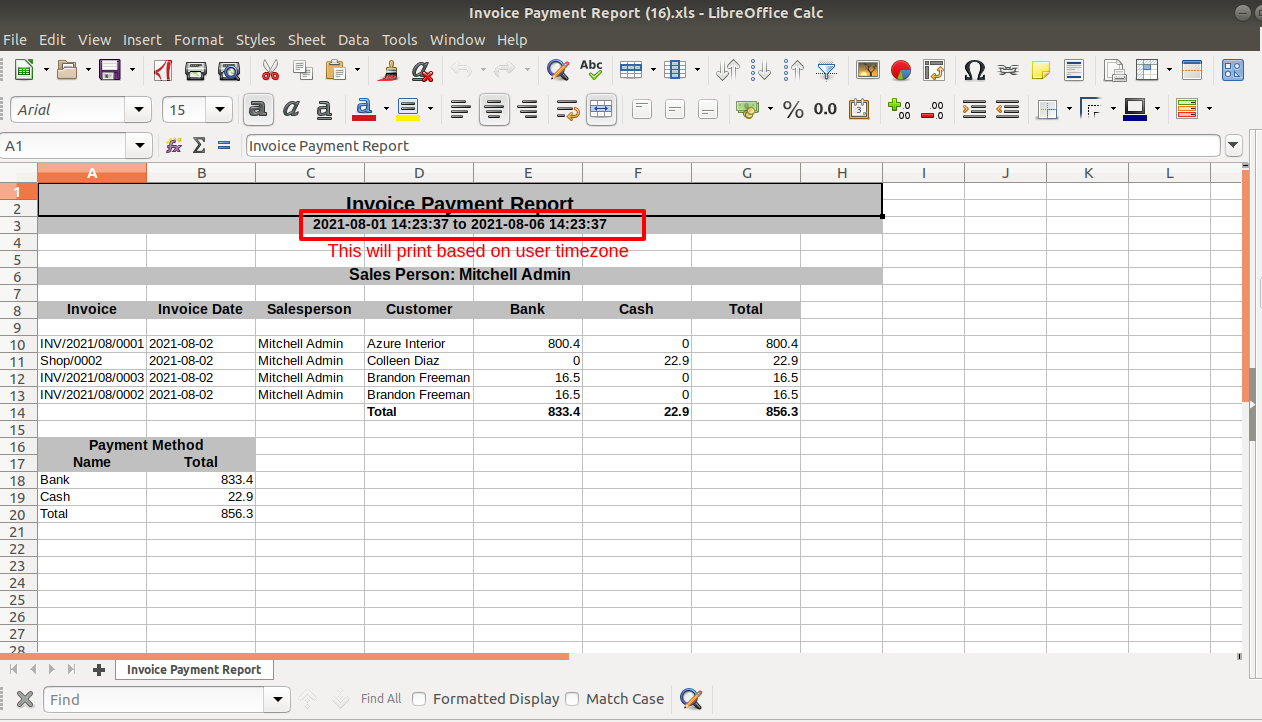 Invoice Payment Report (16).xls - LibreOffice Calc
File Edit View Insert Format Styles Sheet Data Tools Window Help
Abc
Arial 15 a a a a % 0.0 3 .0 .00 .00 .0
A1 fx Σ = Invoice Payment Report
A B C D E F G H I J K L
1
2 Invoice Payment Report
3 2021-08-01 14:23:37 to 2021-08-06 14:23:37
4 This will print based on user timezone
5
6 Sales Person: Mitchell Admin
7
8 Invoice Invoice Date Salesperson Customer Bank Cash Total
9
10 INV/2021/08/0001 2021-08-02 Mitchell Admin Azure Interior 800.4 0 800.4
11 Shop/0002 2021-08-02 Mitchell Admin Colleen Diaz 0 22.9 22.9
12 INV/2021/08/0003 2021-08-02 Mitchell Admin Brandon Freeman 16.5 0 16.5
13 INV/2021/08/0002 2021-08-02 Mitchell Admin Brandon Freeman 16.5 0 16.5
14 Total 833.4 22.9 856.3
15
16 Payment Method
17 Name Total
18 Bank 833.4
19 Cash 22.9
20 Total 856.3
21
22
23
24
25
26
27
28
Invoice Payment Report
Find Find All Formatted Display Match Case